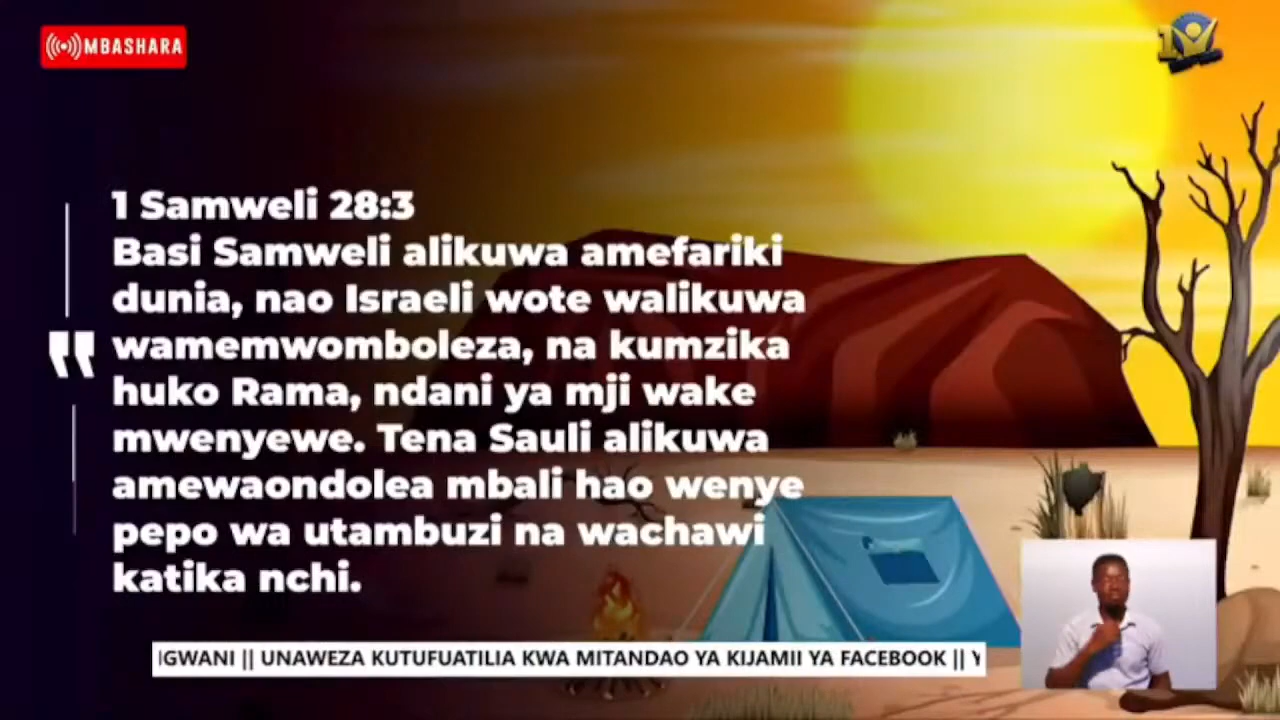 MBASHARA
1 Samweli 28:3
Basi Samweli alikuwa amefariki
dunia, nao Israeli wote walikuwa
wamemwomboleza, na kumzika
huko Rama, ndani ya mji wake
mwenyewe. Tena Sauli alikuwa
amewaondolea mbali hao wenye
pepo wa utambuzi na wachawi
katika nchi.
IGWANI || UNAWEZA KUTUFUATILIA KWA MITANDAO YA KIJAMII YA FACEBOOK || Y